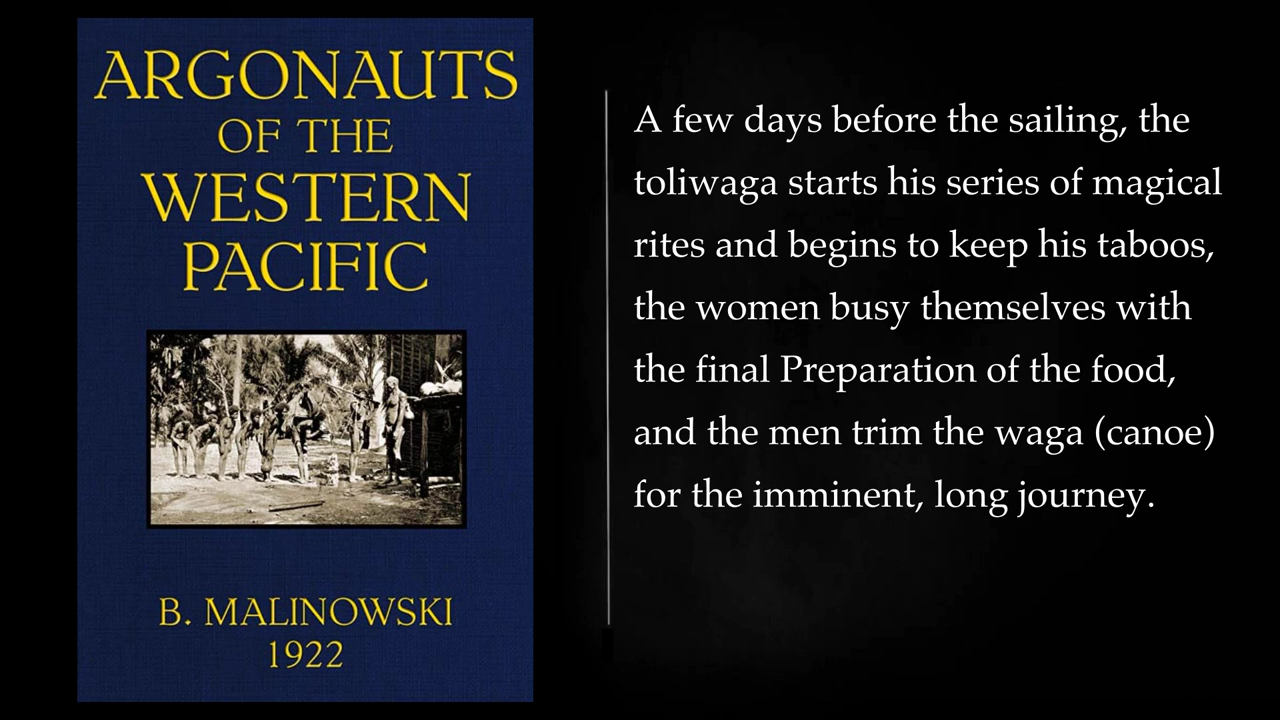 ARGONAUTS
OF THE
WESTERN
PACIFIC
B. MALINOWSKI
1922
A few days before the sailing, the
toliwaga starts his series of magical
rites and begins to keep his taboos,
the women busy themselves with
the final Preparation of the food,
and the men trim the waga (canoe)
for the imminent, long journey.